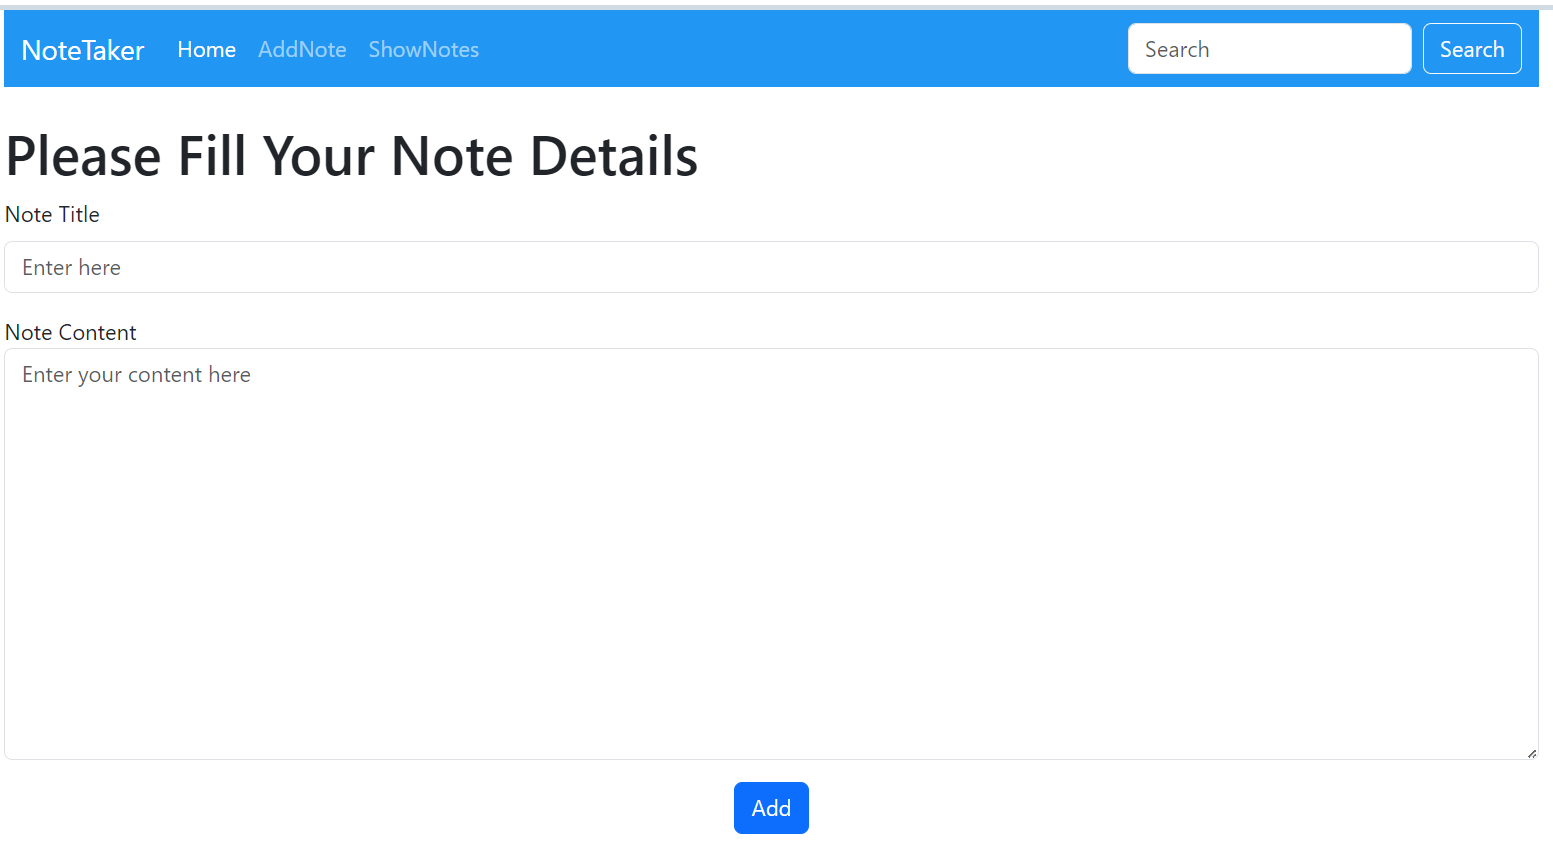 NoteTaker Home AddNote ShowNotes Search Search
Please Fill Your Note Details
Note Title
Enter here
Note Content
Enter your content here
Add